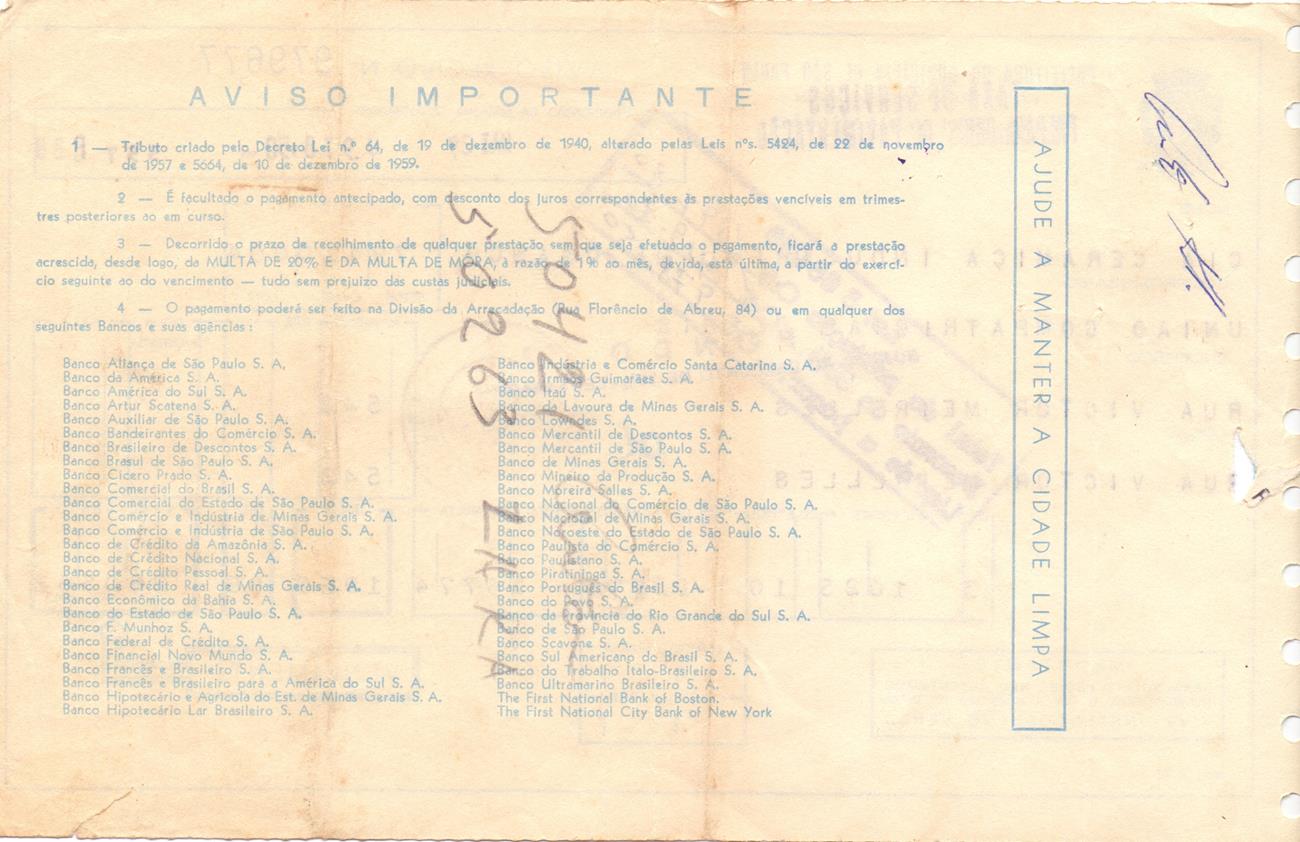 AVISO IMPORTANTE
1 — Tributo criado pelo Decreto Lei n.º 64, de 19 de dezembro de 1940, alterado pelas Leis nºs. 5424, de 22 de novembro
de 1957 e 5664, de 10 de dezembro de 1959.
2 — É facultado o pagamento antecipado, com desconto dos juros correspondentes às prestações vencíveis em trimes-
tres posteriores ao em curso.
3 — Decorrido o prazo de recolhimento de qualquer prestação sem que seja efetuado o pagamento, ficará a prestação
acrescida, desde logo, da MULTA DE 20% E DA MULTA DE MÓRA, à razão de 1% ao mês, devida, esta última, a partir do exercí-
cio seguinte ao do vencimento — tudo sem prejuizo das custas judiciais.
4 — O pagamento poderá ser feito na Divisão da Arrecadação (Rua Florêncio de Abreu, 84) ou em qualquer dos
seguintes Bancos e suas agências :
Banco Aliança de São Paulo S. A,
Banco da América S. A.
Banco América do Sul S. A.
Banco Artur Scatena S. A.
Banco Auxiliar de São Paulo S. A.
Banco Bandeirantes do Comércio S. A.
Banco Brasileiro de Descontos S. A.
Banco Brasul de São Paulo S. A.
Banco Cicero Prado S. A.
Banco Comercial do Brasil S. A.
Banco Comercial do Estado de São Paulo S. A.
Banco Comércio e Indústria de Minas Gerais S. A.
Banco Comércio e Indústria de São Paulo S. A.
Banco de Crédito da Amazônia S. A.
Banco de Crédito Nacional S. A.
Banco de Crédito Pessoal S. A.
Banco de Crédito Real de Minas Gerais S. A.
Banco Econômico da Bahia S. A.
Banco do Estado de São Paulo S. A.
Banco F. Munhoz S. A.
Banco Federal de Crédito S. A.
Banco Financial Novo Mundo S. A.
Banco Francês e Brasileiro S. A.
Banco Francês e Brasileiro para a América do Sul S. A.
Banco Hipotecário e Agrícola do Est. de Minas Gerais S. A.
Banco Hipotecário Lar Brasileiro S. A.
Banco Indústria e Comércio Santa Catarina S. A.
Banco Irmãos Guimarães S. A.
Banco Itaú S. A.
Banco da Lavoura de Minas Gerais S. A.
Banco Lowndes S. A.
Banco Mercantil de Descontos S. A.
Banco Mercantil de São Paulo S. A.
Banco de Minas Gerais S. A.
Banco Mineiro da Produção S. A.
Banco Moreira Salles S. A.
Banco Nacional do Comércio de São Paulo S. A.
Banco Nacional de Minas Gerais S. A.
Banco Noroeste do Estado de São Paulo S. A.
Banco Paulista do Comércio S. A.
Banco Paulistano S. A.
Banco Piratininga S. A.
Banco Português do Brasil S. A.
Banco do Povo S. A.
Banco da Província do Rio Grande do Sul S. A.
Banco de São Paulo S. A.
Banco Scavone S. A.
Banco Sul Americano do Brasil S. A.
Banco do Trabalho Ítalo-Brasileiro S. A.
Banco Ultramarino Brasileiro S. A.
The First National Bank of Boston.
The First National City Bank of New York
AJUDE A MANTER A CIDADE LIMPA